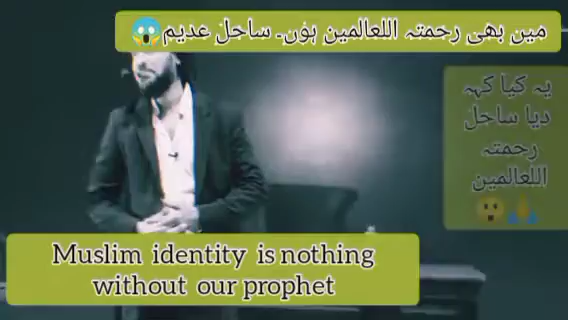 مین بھی رحمتہ اللعالمین ہوں۔ ساحل عدیم😱
یہ کیا کہہ
دیا ساحل
رحمتہ
اللعالمین
😲🙏
Muslim identity is nothing
without our prophet